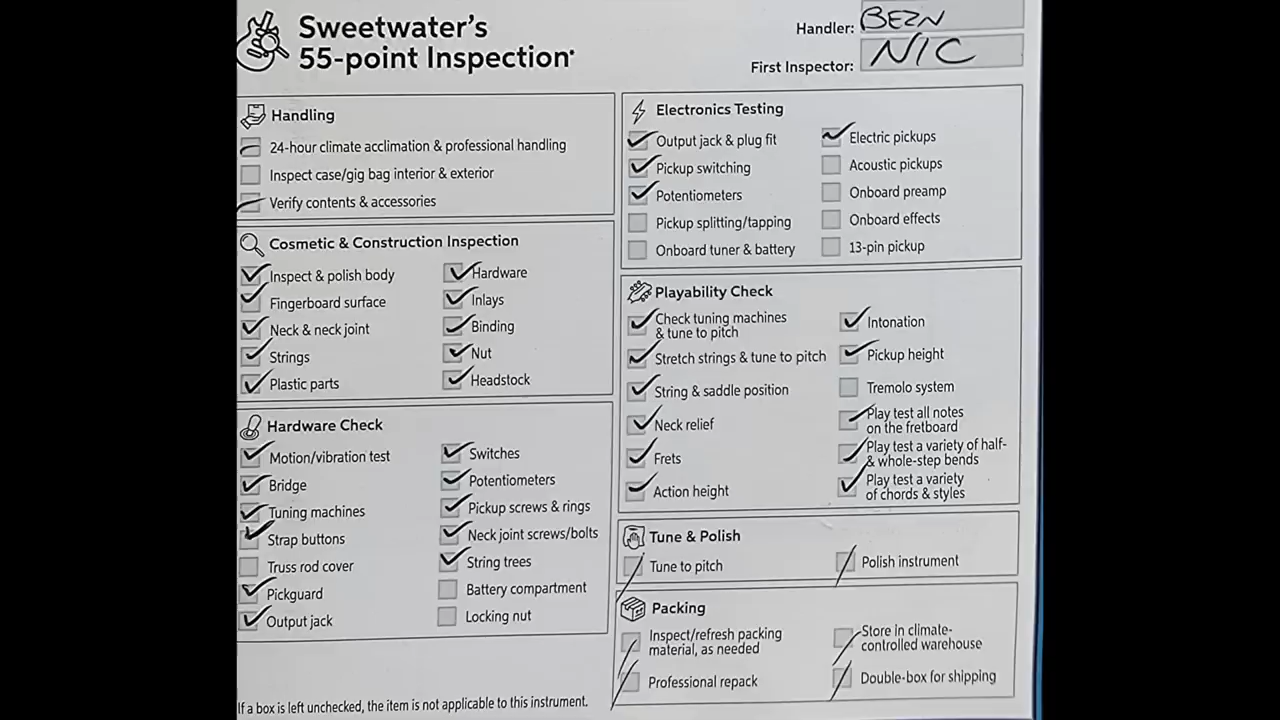 Sweetwater's
55-point Inspection•
Handler: BEZN
First Inspector: NIC
Handling
24-hour climate acclimation & professional handling
Inspect case/gig bag interior & exterior
Verify contents & accessories
Cosmetic & Construction Inspection
Inspect & polish body
Fingerboard surface
Neck & neck joint
Strings
Plastic parts
Hardware
Inlays
Binding
Nut
Headstock
Hardware Check
Motion/vibration test
Bridge
Tuning machines
Strap buttons
Truss rod cover
Pickguard
Output jack
Switches
Potentiometers
Pickup screws & rings
Neck joint screws/bolts
String trees
Battery compartment
Locking nut
If a box is left unchecked, the item is not applicable to this instrument.
Electronics Testing
Output jack & plug fit
Pickup switching
Potentiometers
Pickup splitting/tapping
Onboard tuner & battery
Electric pickups
Acoustic pickups
Onboard preamp
Onboard effects
13-pin pickup
Playability Check
Check tuning machines
& tune to pitch
Stretch strings & tune to pitch
String & saddle position
Neck relief
Frets
Action height
Intonation
Pickup height
Tremolo system
Play test all notes
on the fretboard
Play test a variety of half-
& whole-step bends
Play test a variety
of chords & styles
Tune & Polish
Tune to pitch
Polish instrument
Packing
Inspect/refresh packing
material, as needed
Professional repack
Store in climate-
controlled warehouse
Double-box for shipping